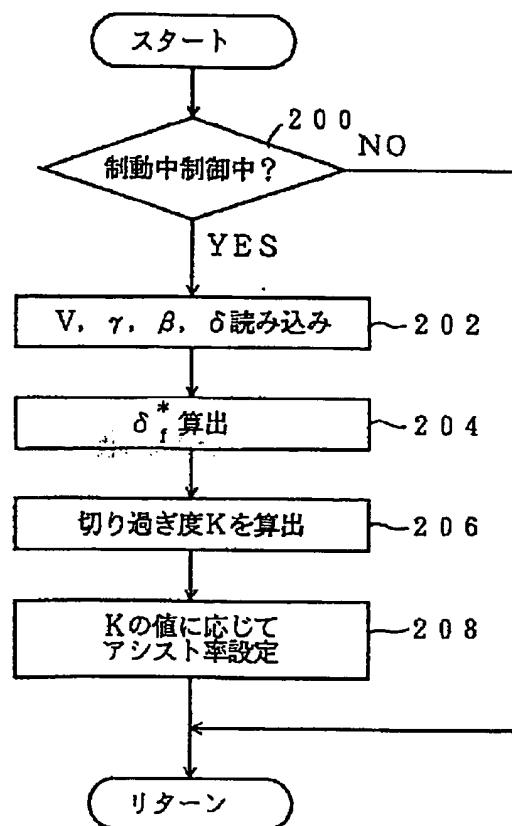 スタート
200
制動中制御中?
NO
YES
V, γ, β, δ読み込み
202
δ*f 算出
204
切り過ぎ度Kを算出
206
Kの値に応じて
アシスト率設定
208
リターン